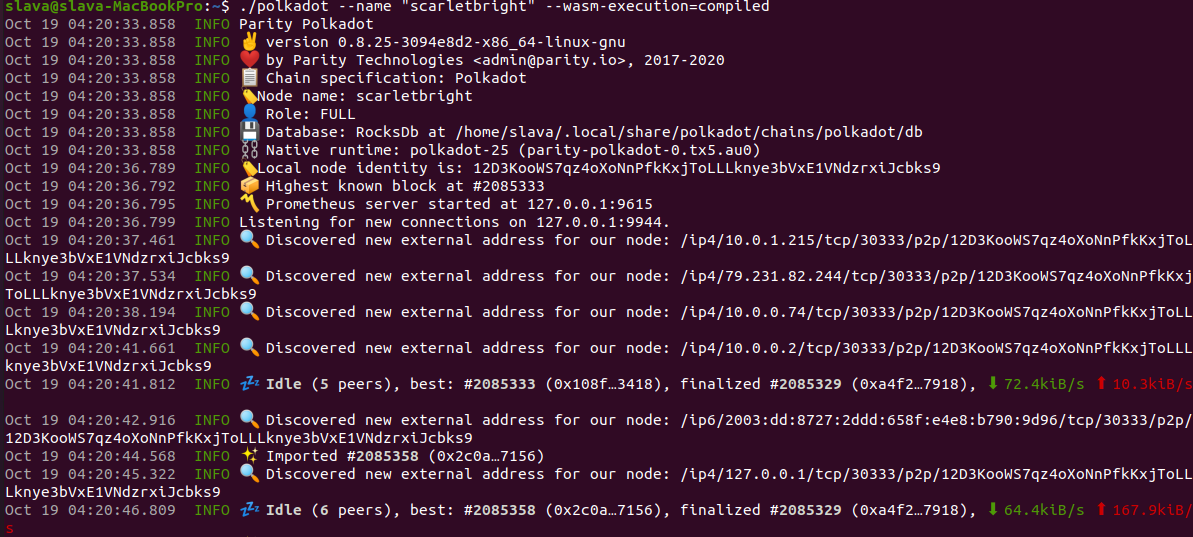 slava@slava-MacBookPro:~$ ./polkadot --name "scarletbright" --wasm-execution=compiled
Oct 19 04:20:33.858  INFO Parity Polkadot
Oct 19 04:20:33.858  INFO ✌️ version 0.8.25-3094e8d2-x86_64-linux-gnu
Oct 19 04:20:33.858  INFO ❤️ by Parity Technologies <admin@parity.io>, 2017-2020
Oct 19 04:20:33.858  INFO 📋 Chain specification: Polkadot
Oct 19 04:20:33.858  INFO 🏷Node name: scarletbright
Oct 19 04:20:33.858  INFO 👤 Role: FULL
Oct 19 04:20:33.858  INFO 💾 Database: RocksDb at /home/slava/.local/share/polkadot/chains/polkadot/db
Oct 19 04:20:33.858  INFO ⛓ Native runtime: polkadot-25 (parity-polkadot-0.tx5.au0)
Oct 19 04:20:36.789  INFO 🏷Local node identity is: 12D3KooWS7qz4oXoNnPfkKxjToLLLknye3bVxE1VNdzrxiJcbks9
Oct 19 04:20:36.792  INFO 📦 Highest known block at #2085333
Oct 19 04:20:36.795  INFO 〽️ Prometheus server started at 127.0.0.1:9615
Oct 19 04:20:36.799  INFO Listening for new connections on 127.0.0.1:9944.
Oct 19 04:20:37.461  INFO 🔍 Discovered new external address for our node: /ip4/10.0.1.215/tcp/30333/p2p/12D3KooWS7qz4oXoNnPfkKxjToL
LLknye3bVxE1VNdzrxiJcbks9
Oct 19 04:20:37.534  INFO 🔍 Discovered new external address for our node: /ip4/79.231.82.244/tcp/30333/p2p/12D3KooWS7qz4oXoNnPfkKxj
ToLLLknye3bVxE1VNdzrxiJcbks9
Oct 19 04:20:38.194  INFO 🔍 Discovered new external address for our node: /ip4/10.0.0.74/tcp/30333/p2p/12D3KooWS7qz4oXoNnPfkKxjToLL
Lknye3bVxE1VNdzrxiJcbks9
Oct 19 04:20:41.661  INFO 🔍 Discovered new external address for our node: /ip4/10.0.0.2/tcp/30333/p2p/12D3KooWS7qz4oXoNnPfkKxjToLLL
knye3bVxE1VNdzrxiJcbks9
Oct 19 04:20:41.812  INFO 💤 Idle (5 peers), best: #2085333 (0x108f…3418), finalized #2085329 (0xa4f2…7918), ⬇ 72.4kiB/s ⬆ 10.3kiB/s
Oct 19 04:20:42.916  INFO 🔍 Discovered new external address for our node: /ip6/2003:dd:8727:2ddd:658f:e4e8:b790:9d96/tcp/30333/p2p/
12D3KooWS7qz4oXoNnPfkKxjToLLLknye3bVxE1VNdzrxiJcbks9
Oct 19 04:20:44.568  INFO ✨ Imported #2085358 (0x2c0a…7156)
Oct 19 04:20:45.322  INFO 🔍 Discovered new external address for our node: /ip4/127.0.0.1/tcp/30333/p2p/12D3KooWS7qz4oXoNnPfkKxjToLL
Lknye3bVxE1VNdzrxiJcbks9
Oct 19 04:20:46.809  INFO 💤 Idle (6 peers), best: #2085358 (0x2c0a…7156), finalized #2085329 (0xa4f2…7918), ⬇ 64.4kiB/s ⬆ 167.9kiB/
s